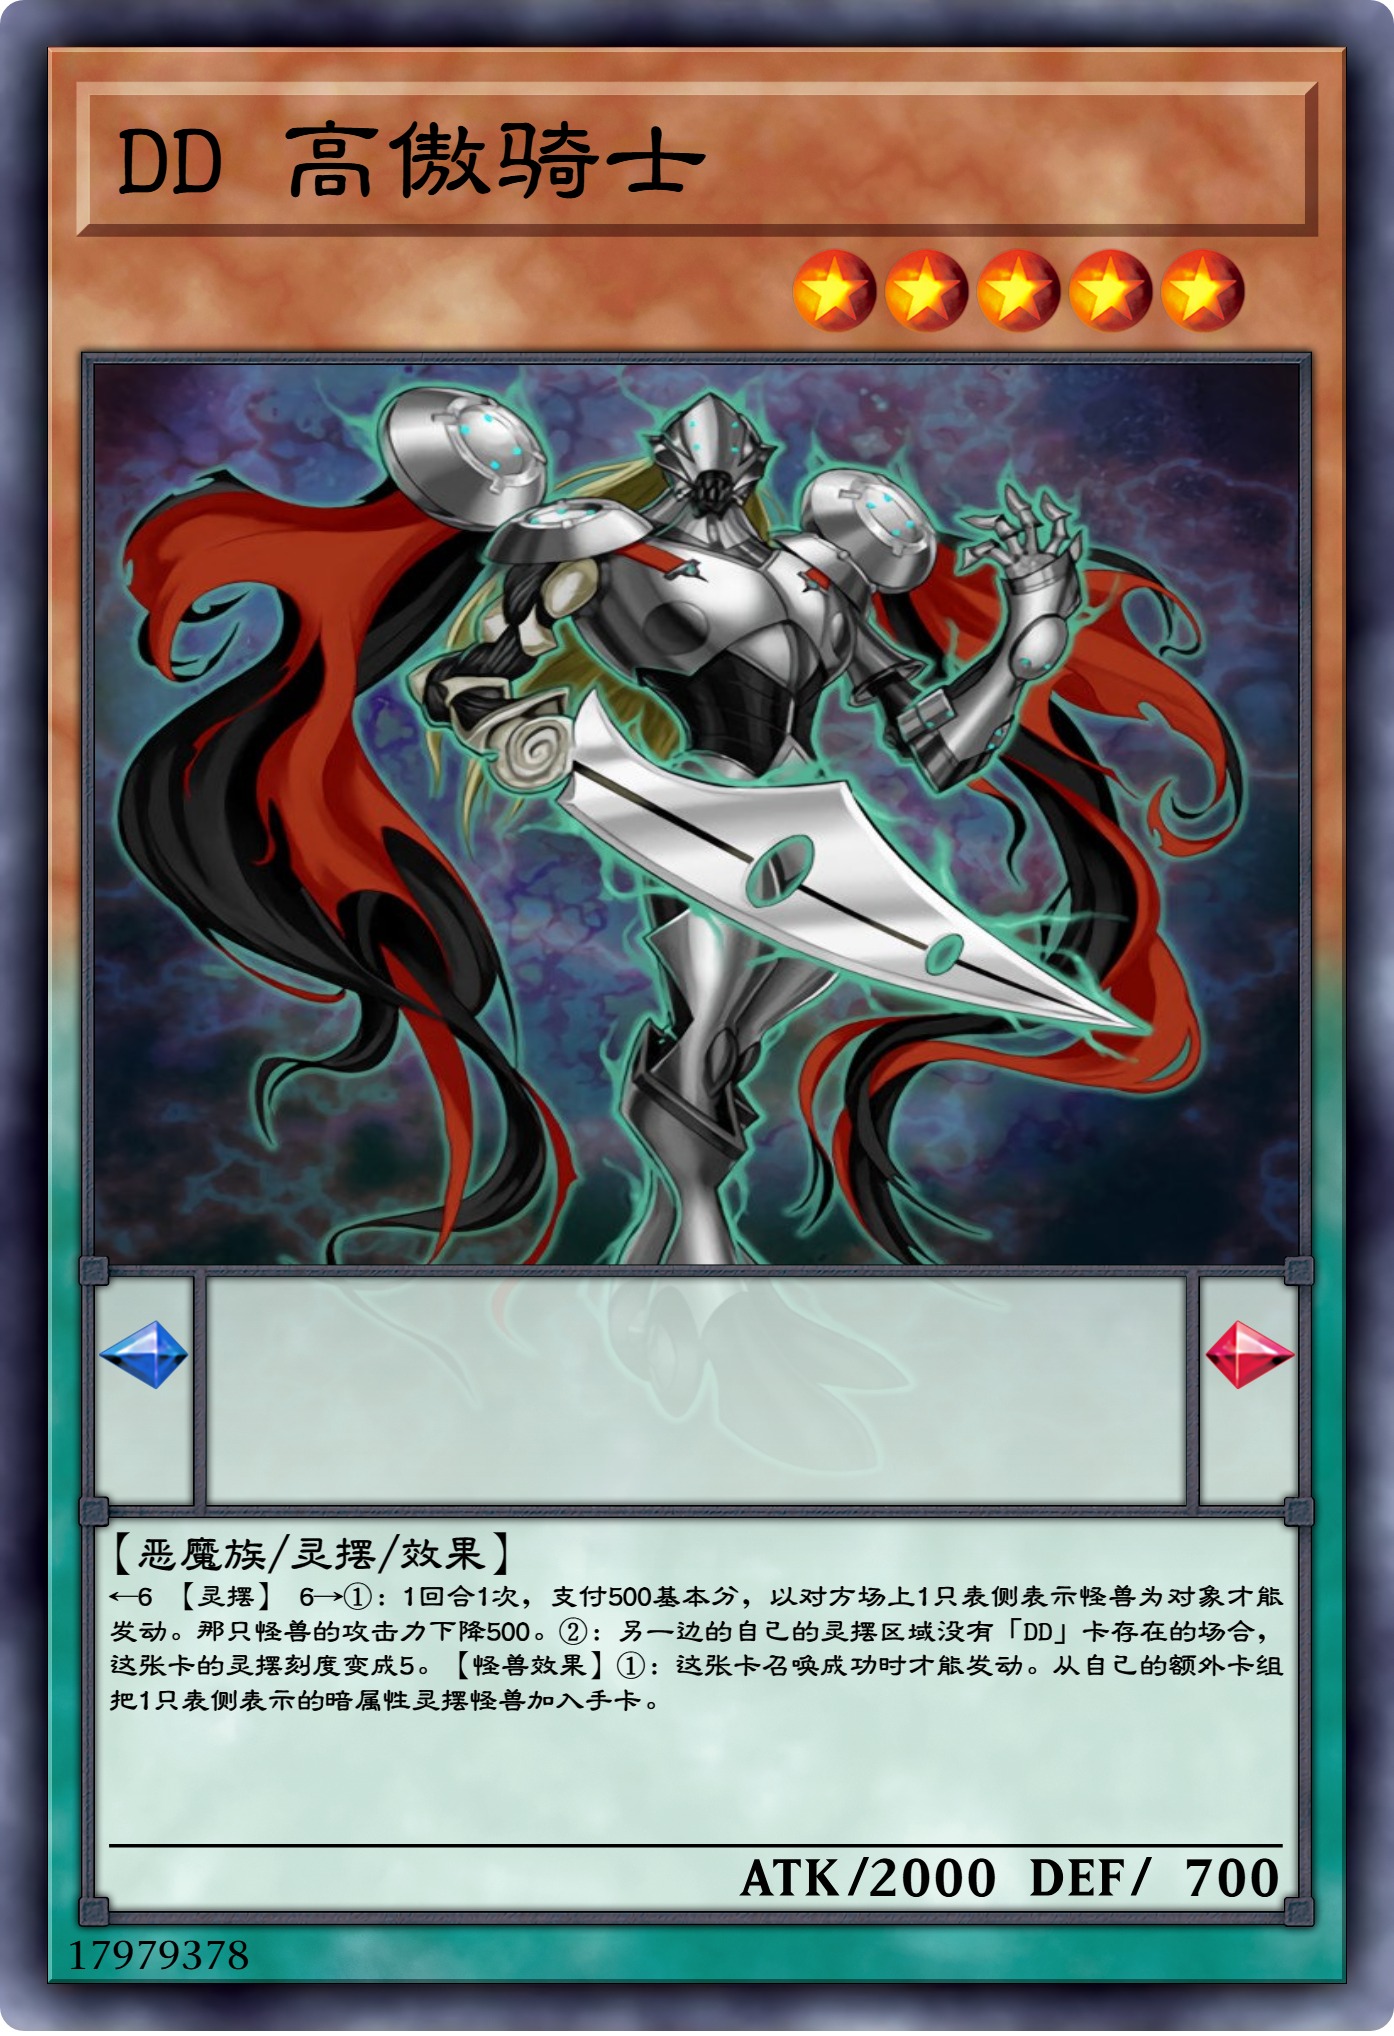 DD 高傲骑士
【恶魔族/灵摆/效果】
←6 【灵摆】 6→①：1回合1次，支付500基本分，以对方场上1只表侧表示怪兽为对象才能
发动。那只怪兽的攻击力下降500。②：另一边的自己的灵摆区域没有「DD」卡存在的场合，
这张卡的灵摆刻度变成5。【怪兽效果】①：这张卡召唤成功时才能发动。从自己的额外卡组
把1只表侧表示的暗属性灵摆怪兽加入手卡。
ATK/2000 DEF/ 700
17979378